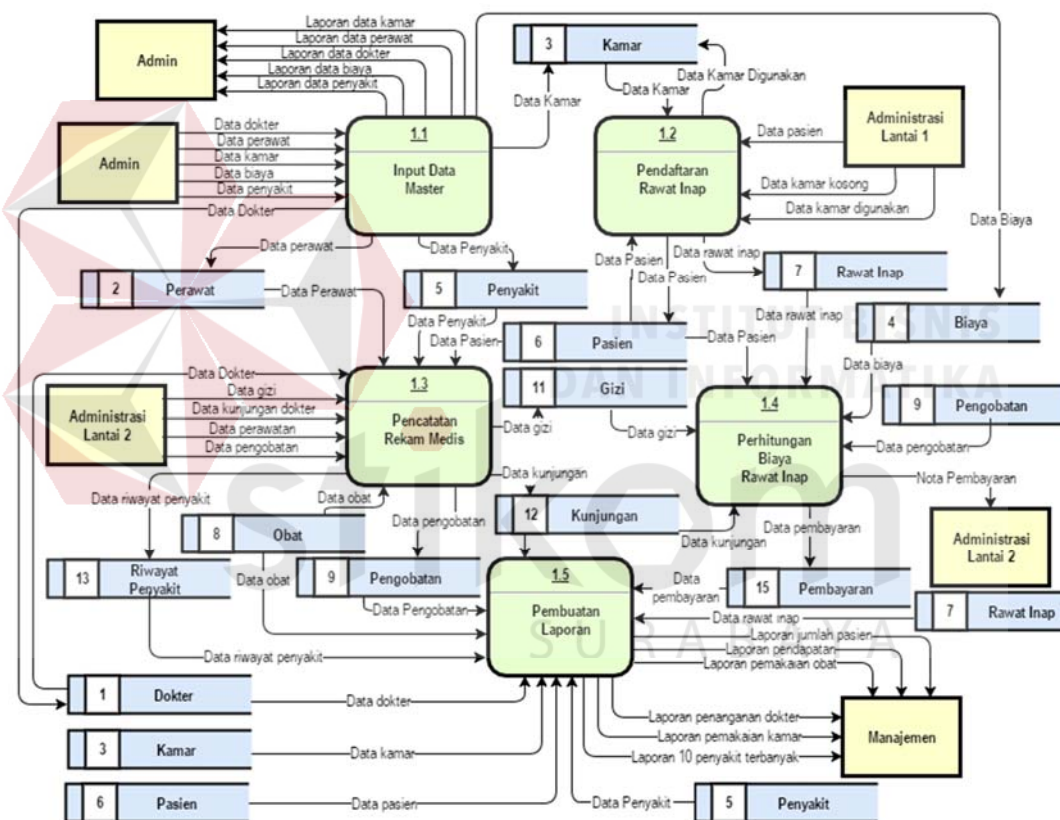 Laporan data kamar
Laporan data perawat
Laporan data dokter
Laporan data biaya
Laporan data penyakit
Admin
3
Kamar
Data Kamar
Data Kamar
Data Kamar Digunakan
Admin
Data dokter
Data perawat
Data kamar
Data biaya
Data penyakit
Data Dokter
1.1
Input Data
Master
1.2
Pendaftaran
Rawat Inap
Data pasien
Data kamar kosong
Data kamar digunakan
Administrasi
Lantai 1
Data Biaya
Data perawat
Data Penyakit
Data Pasien
Data Pasien
Data rawat inap
2
Perawat
Data Perawat
5
Penyakit
7
Rawat Inap
Data Penyakit
Data Pasien
6
Pasien
Data Pasien
Data rawat inap
4
Biaya
INSTITUT BISNIS
DAN INFORMATIKA
Data biaya
Administrasi
Lantai 2
Data Dokter
Data gizi
Data kunjungan dokter
Data perawatan
Data pengobatan
1.3
Pencatatan
Rekam Medis
11
Gizi
Data gizi
Data gizi
1.4
Perhitungan
Biaya
Rawat Inap
9
Pengobatan
Data pengobatan
Nota Pembayaran
Data kunjungan
Data riwayat penyakit
Data obat
Data pengobatan
stikom
8
Obat
12
Kunjungan
Data kunjungan
Data pembayaran
Administrasi
Lantai 2
13
Riwayat
Penyakit
Data obat
9
Pengobatan
Data Pengobatan
1.5
Pembuatan
Laporan
Data
pembayaran
15
Pembayaran
7
Rawat Inap
Data rawat inap
SURABAYA
Laporan jumlah pasien
Laporan pendapatan
Laporan pemakaian obat
Data riwayat penyakit
1
Dokter
Data dokter
Laporan penanganan dokter
Laporan pemakaian kamar
Laporan 10 penyakit terbanyak
Manajemen
3
Kamar
Data kamar
6
Pasien
Data pasien
Data Penyakit
5
Penyakit